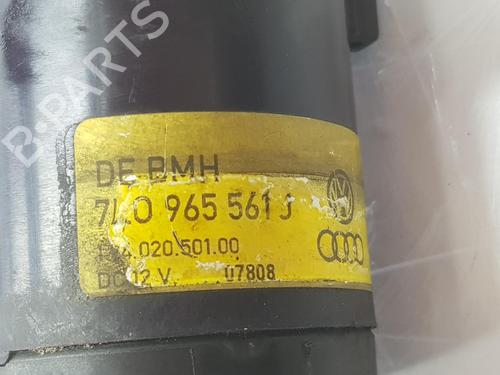 B-PARTS
DE BMH
7L0 965 561 J
.020.501.00
DC 12 V 07808